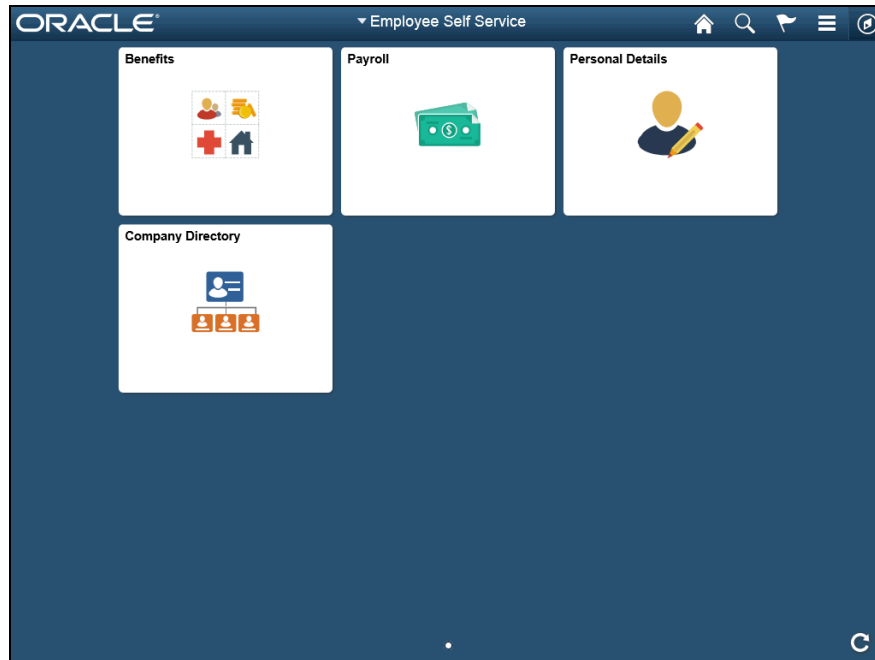 ORACLE®
Employee Self Service
Benefits
Payroll
Personal Details
$
Company Directory